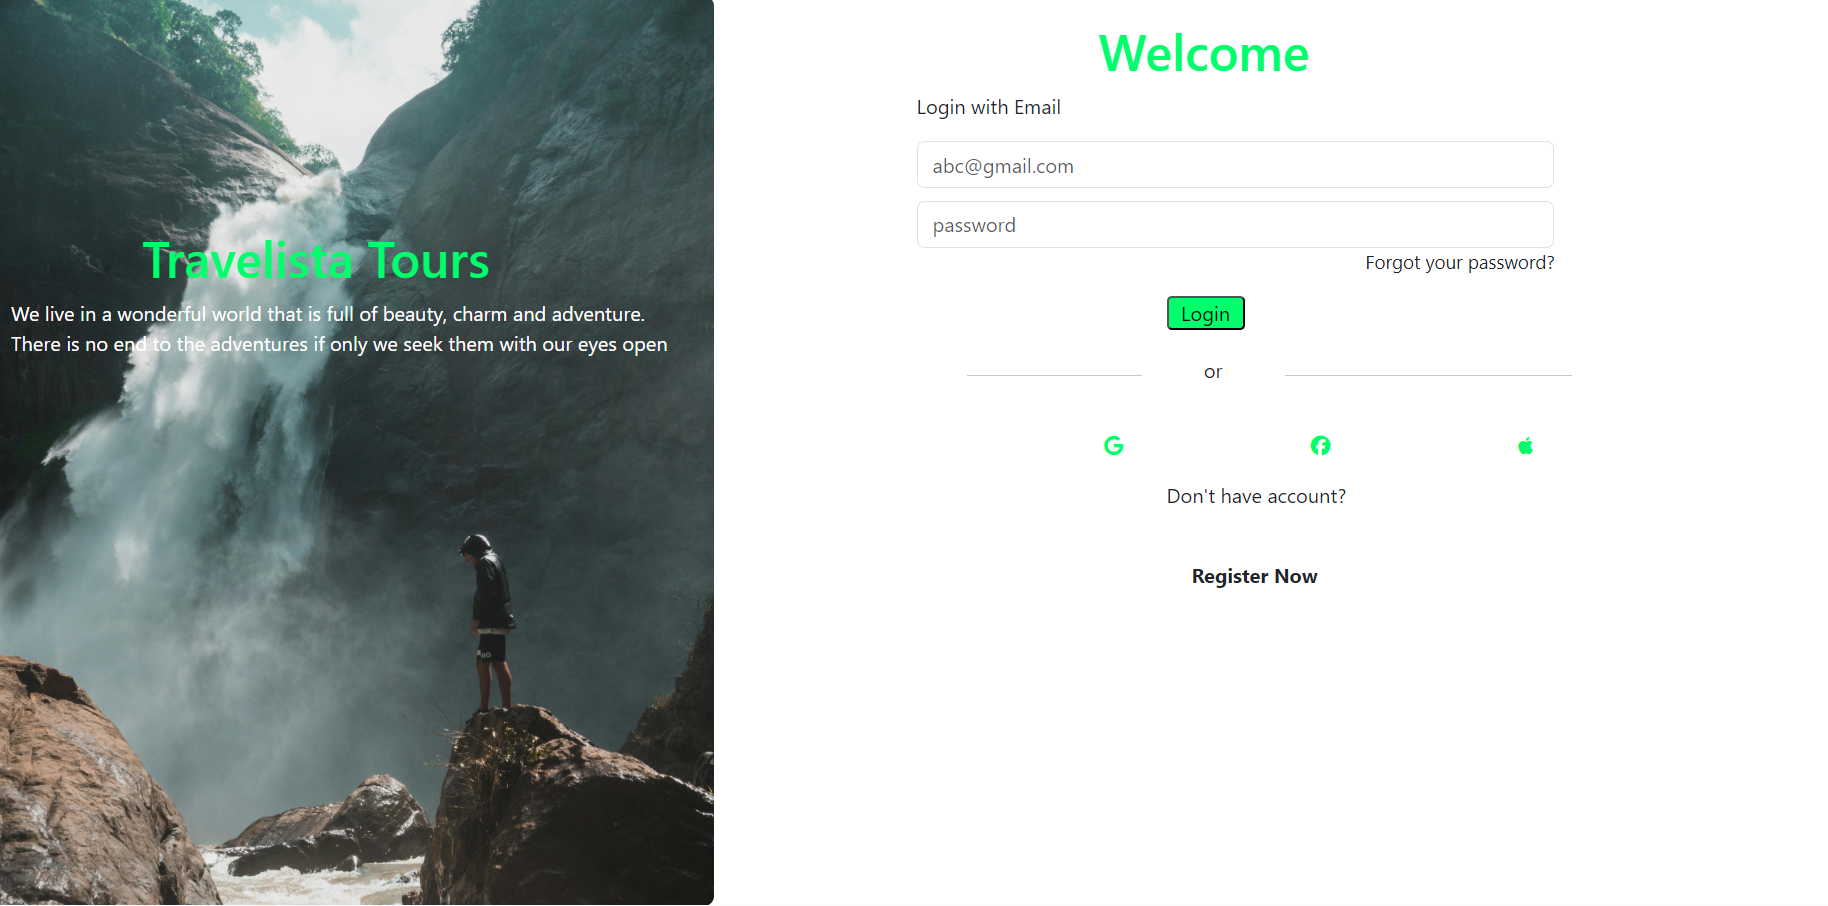 Travelista Tours
We live in a wonderful world that is full of beauty, charm and adventure.
There is no end to the adventures if only we seek them with our eyes open
Welcome
Login with Email
abc@gmail.com
password
Forgot your password?
Login
or
Don't have account?
Register Now